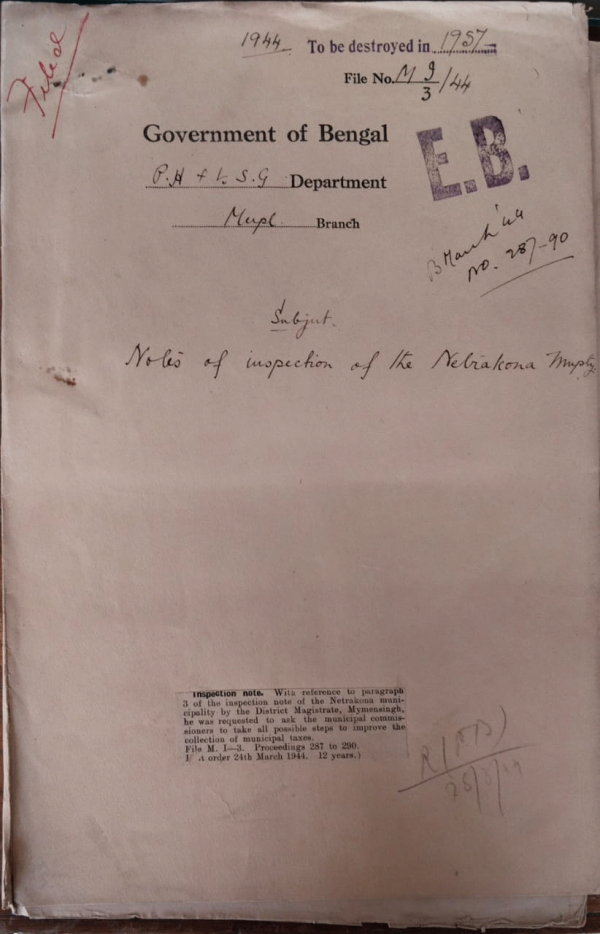 Filed
1944 To be destroyed in 1957
File No. M I/3/44
Government of Bengal
E.B.
P.H & L.S.G Department
Mupl. Branch
B March '44
NO. 287-90
Subject.
Notes of inspection of the Netrakona Mupty
Inspection note. With reference to paragraph
3 of the inspection note of the Netrakona muni-
cipality by the District Magistrate, Mymensingh,
he was requested to ask the municipal commis-
sioners to take all possible steps to improve the
collection of municipal taxes.
File M. I—3. Proceedings 287 to 290.
order 24th March 1944. 12 years.)